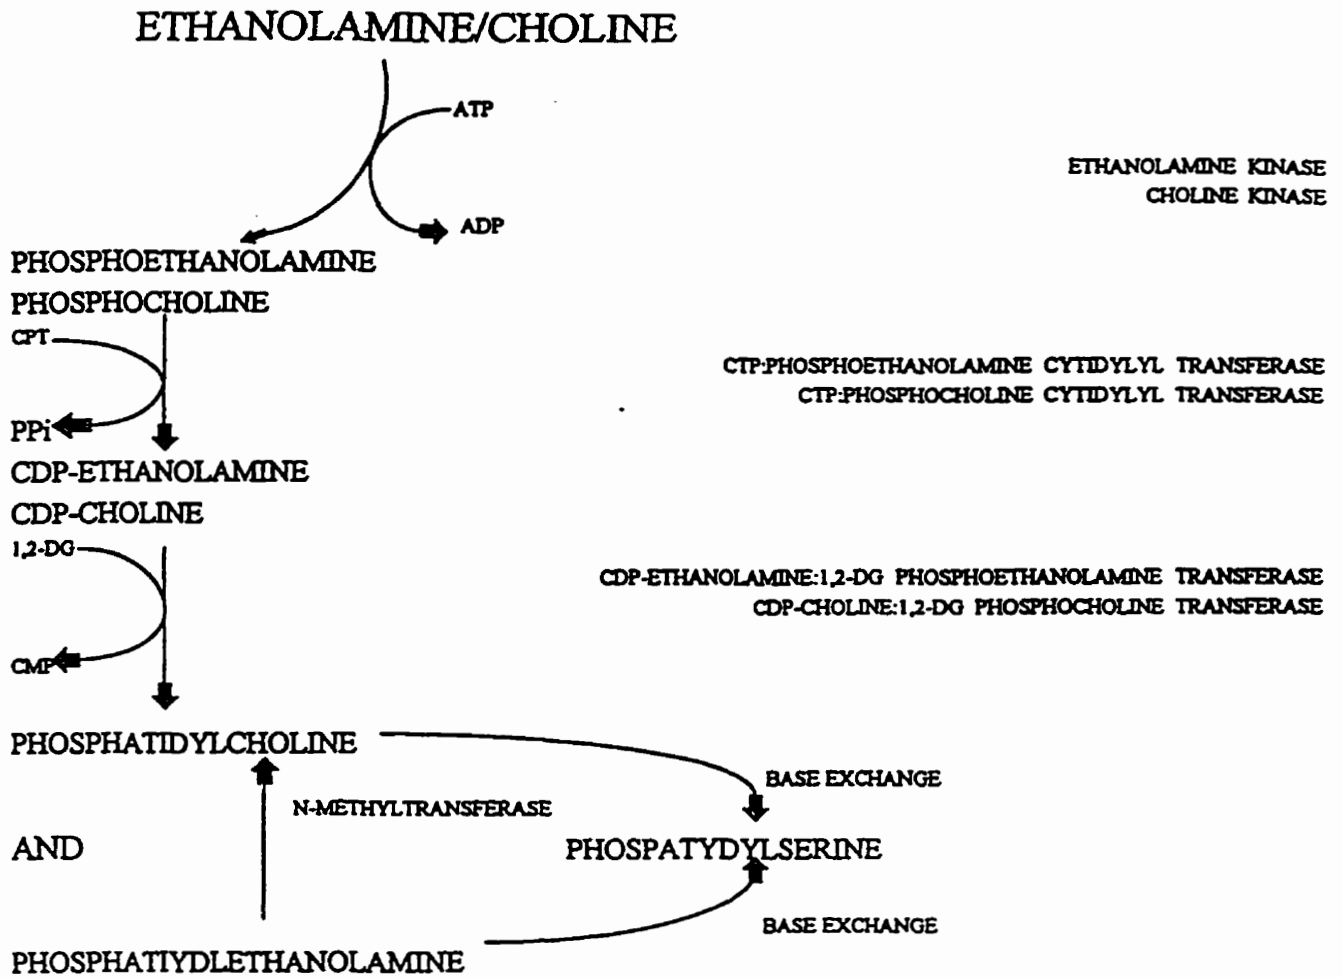 ETHANOLAMINE/CHOLINE
ATP
ETHANOLAMINE KINASE
CHOLINE KINASE
ADP
PHOSPHOETHANOLAMINE
PHOSPHOCHOLINE
CPT
CTP:PHOSPHOETHANOLAMINE CYTIDYLYL TRANSFERASE
CTP:PHOSPHOCHOLINE CYTIDYLYL TRANSFERASE
PPi
CDP-ETHANOLAMINE
CDP-CHOLINE
1,2-DG
CDP-ETHANOLAMINE:1,2-DG PHOSPHOETHANOLAMINE TRANSFERASE
CDP-CHOLINE:1,2-DG PHOSPHOCHOLINE TRANSFERASE
CMP
PHOSPHATIDYLCHOLINE
BASE EXCHANGE
N-METHYLTRANSFERASE
AND
PHOSPATYDYLSERINE
BASE EXCHANGE
PHOSPHATIYDLETHANOLAMINE